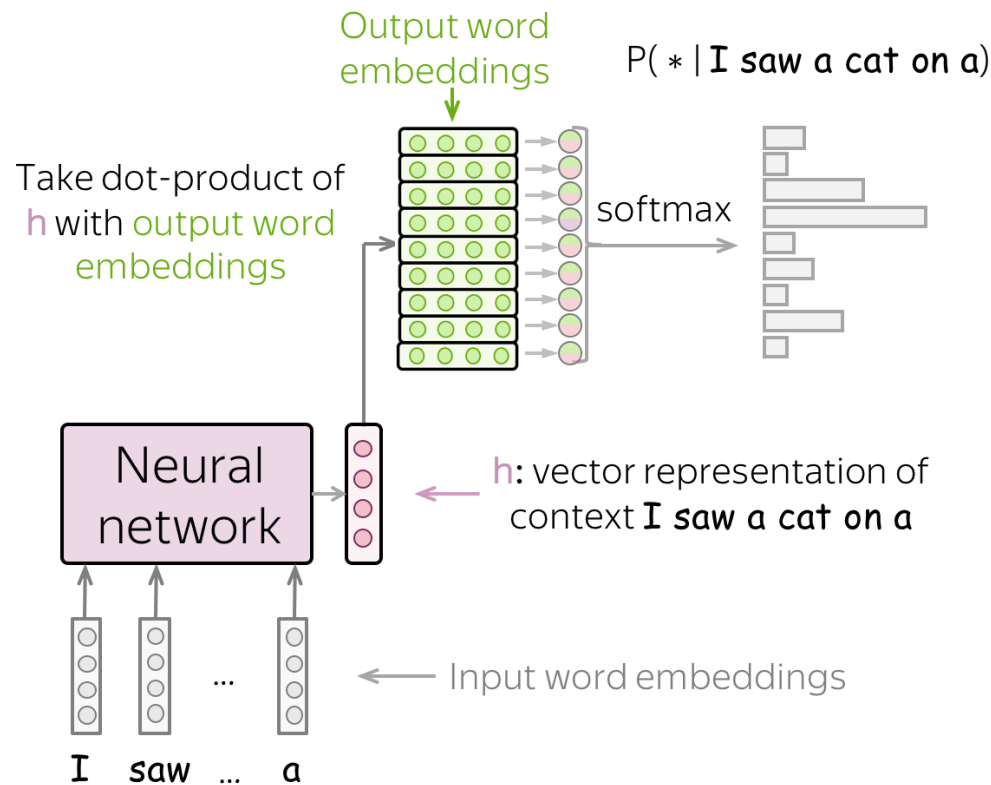 Output word
embeddings
P( * | I saw a cat on a)
Take dot-product of
h with output word
embeddings
softmax
Neural
network
h: vector representation of
context I saw a cat on a
...
Input word embeddings
I saw ... a